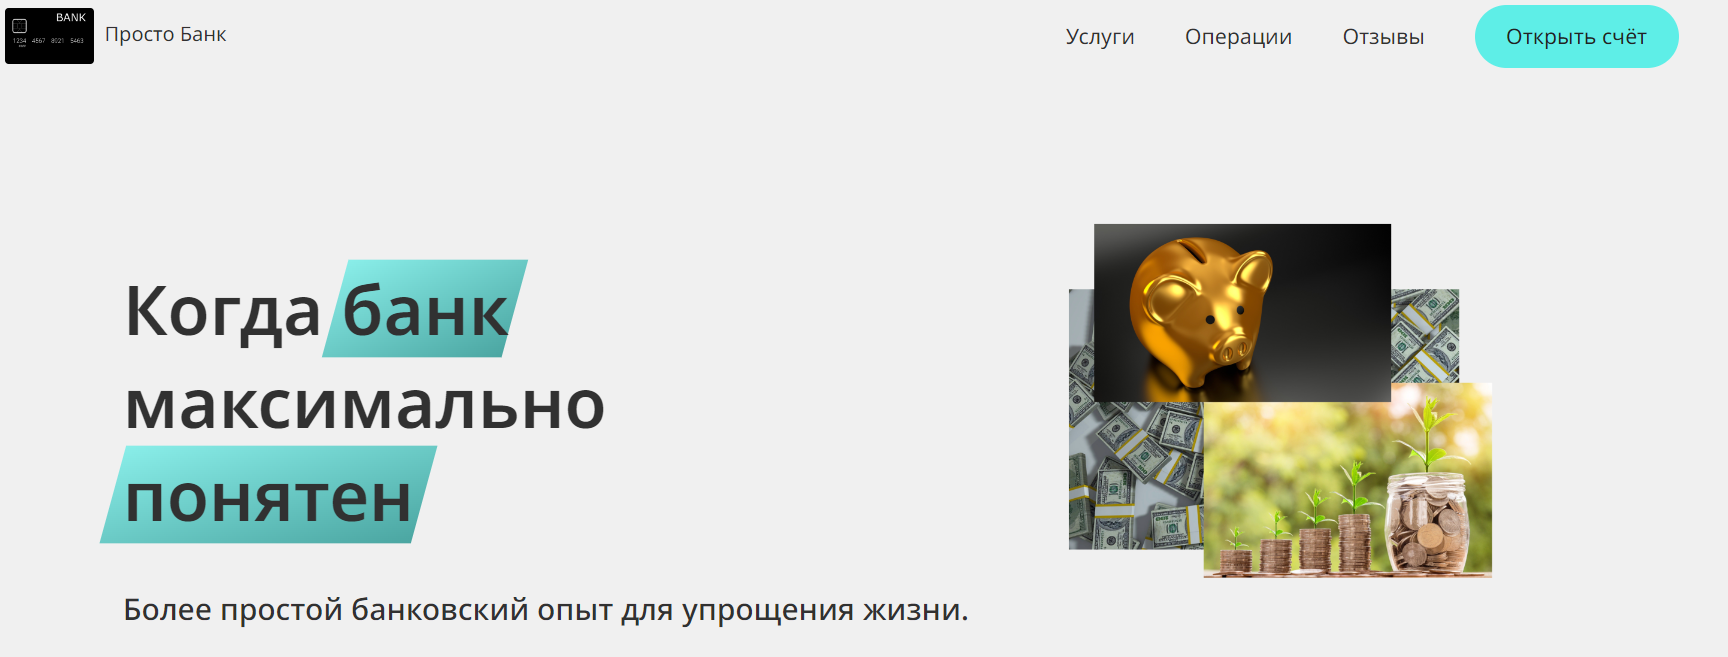 BANK
1234 4567 8921 5463
Просто Банк
Услуги
Операции
Отзывы
Открыть счёт
Когда банк
максимально
понятен
Более простой банковский опыт для упрощения жизни.